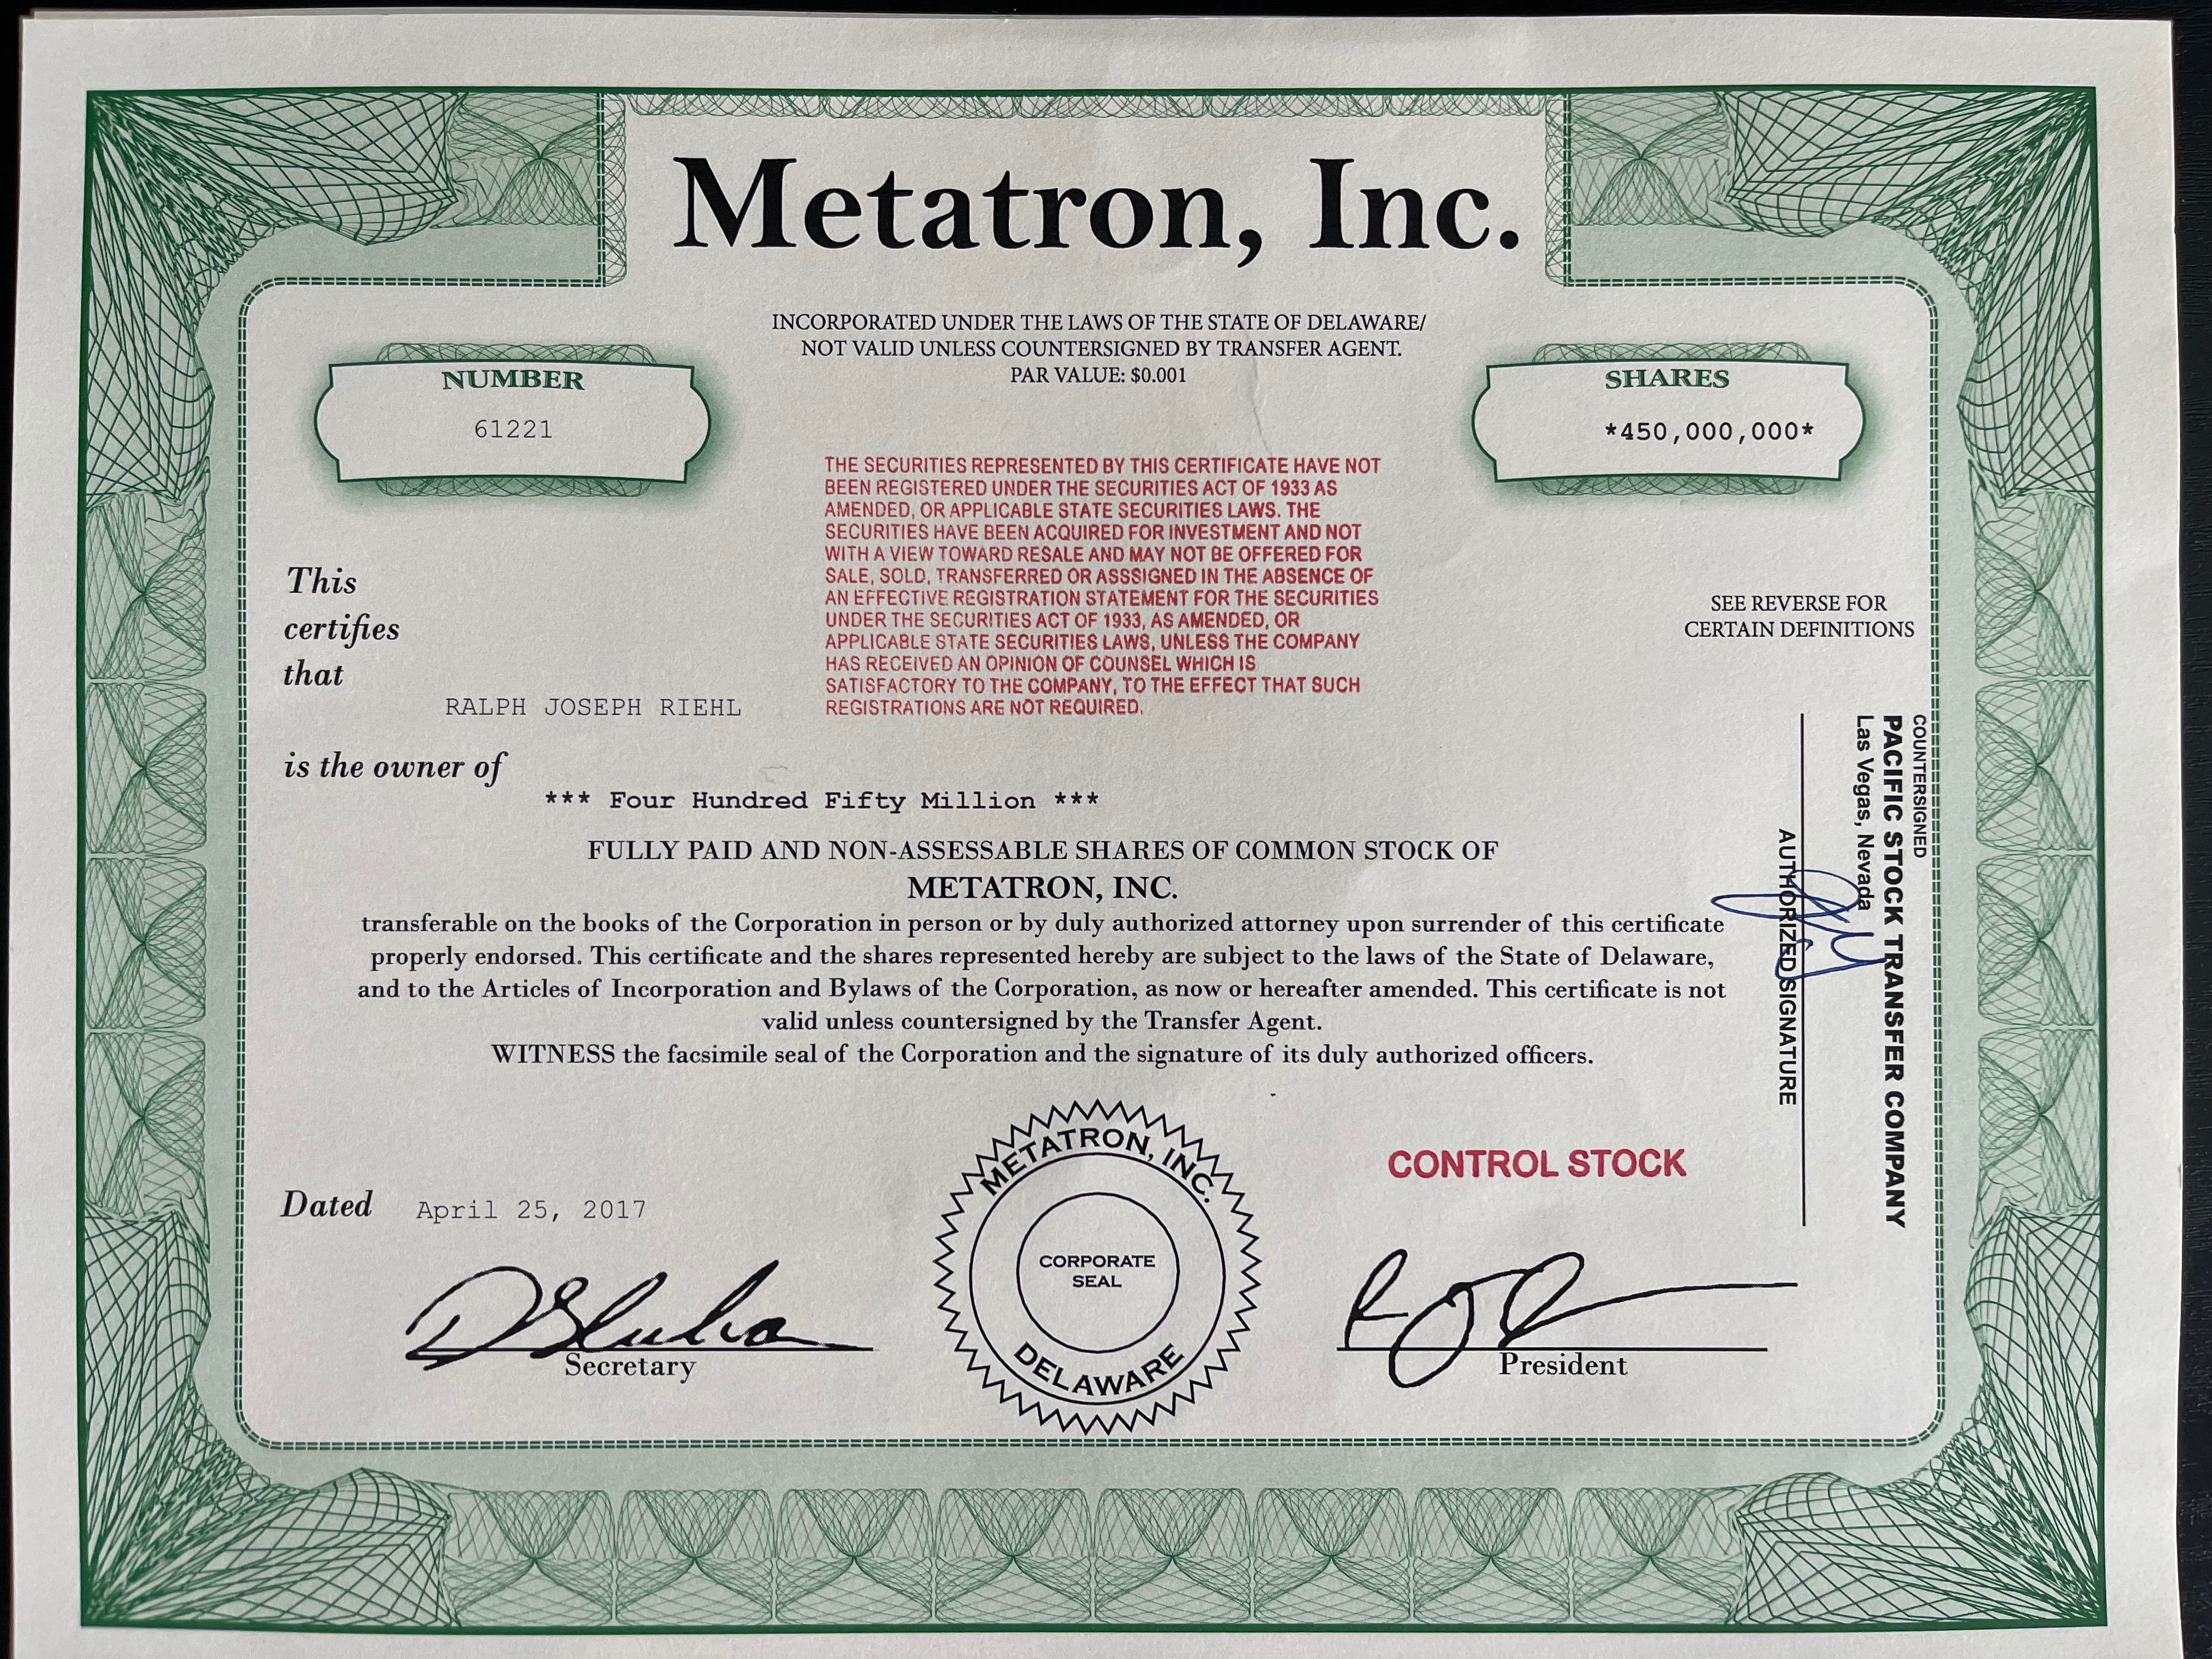 Metatron, Inc.
INCORPORATED UNDER THE LAWS OF THE STATE OF DELAWARE/
NOT VALID UNLESS COUNTERSIGNED BY TRANSFER AGENT.
PAR VALUE: $0.001
NUMBER
61221
SHARES
*450,000,000*
THE SECURITIES REPRESENTED BY THIS CERTIFICATE HAVE NOT
BEEN REGISTERED UNDER THE SECURITIES ACT OF 1933 AS
AMENDED, OR APPLICABLE STATE SECURITIES LAWS. THE
SECURITIES HAVE BEEN ACQUIRED FOR INVESTMENT AND NOT
WITH A VIEW TOWARD RESALE AND MAY NOT BE OFFERED FOR
SALE, SOLD, TRANSFERRED OR ASSSIGNED IN THE ABSENCE OF
AN EFFECTIVE REGISTRATION STATEMENT FOR THE SECURITIES
UNDER THE SECURITIES ACT OF 1933, AS AMENDED, OR
APPLICABLE STATE SECURITIES LAWS, UNLESS THE COMPANY
HAS RECEIVED AN OPINION OF COUNSEL WHICH IS
SATISFACTORY TO THE COMPANY, TO THE EFFECT THAT SUCH
REGISTRATIONS ARE NOT REQUIRED.
SEE REVERSE FOR
CERTAIN DEFINITIONS
This
certifies
that
RALPH JOSEPH RIEHL
is the owner of
*** Four Hundred Fifty Million ***
FULLY PAID AND NON-ASSESSABLE SHARES OF COMMON STOCK OF
METATRON, INC.
transferable on the books of the Corporation in person or by duly authorized attorney upon surrender of this certificate
properly endorsed. This certificate and the shares represented hereby are subject to the laws of the State of Delaware,
and to the Articles of Incorporation and Bylaws of the Corporation, as now or hereafter amended. This certificate is not
valid unless countersigned by the Transfer Agent.
WITNESS the facsimile seal of the Corporation and the signature of its duly authorized officers.
COUNTERSIGNED
PACIFIC STOCK TRANSFER COMPANY
Las Vegas, Nevada
AUTHORIZED SIGNATURE
CONTROL STOCK
Dated April 25, 2017
METATRON, INC.
CORPORATE
SEAL
DELAWARE
Secretary
President